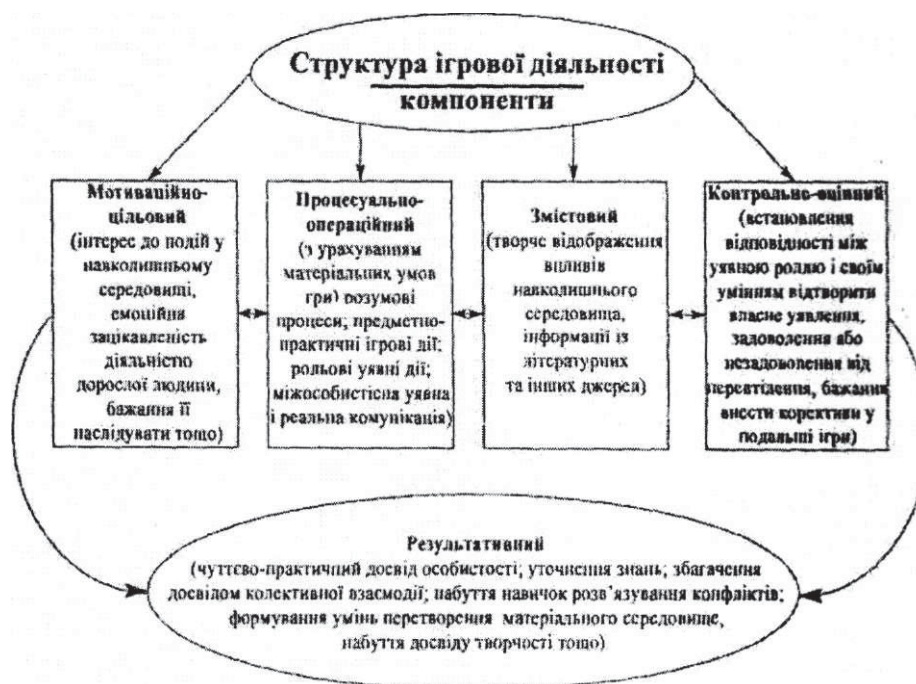 Структура ігрової діяльності
компоненти
Мотиваційно-
цільовий
(інтерес до подій у
навколишньому
середовищі,
емоційна
зацікавленість
діяльністю
дорослої людини,
бажання її
наслідувати тощо)
Процесуально-
операційний
(з урахуванням
матеріальних умов
гри) розумові
процеси; предметно-
практичні ігрові дії;
рольові уявні дії;
міжособистісна уявна
і реальна комунікація)
Змістовий
(творче відображення
впливів
навколишнього
середовища,
інформації із
літературних
та інших джерел)
Контрольно-оцінний
(встановлення
відповідності між
уявною роллю і своїм
умінням відтворити
власне уявлення,
задоволення або
незадоволення від
перевтілення, бажання
внести корективи у
подальші ігри)
Результативний
(чуттєво-практичний досвід особистості; уточнення знань; збагачення
досвідом колективної взаємодії; набуття навичок розв'язування конфліктів;
формування умінь перетворення матеріального середовище,
набуття досвіду творчості тощо)